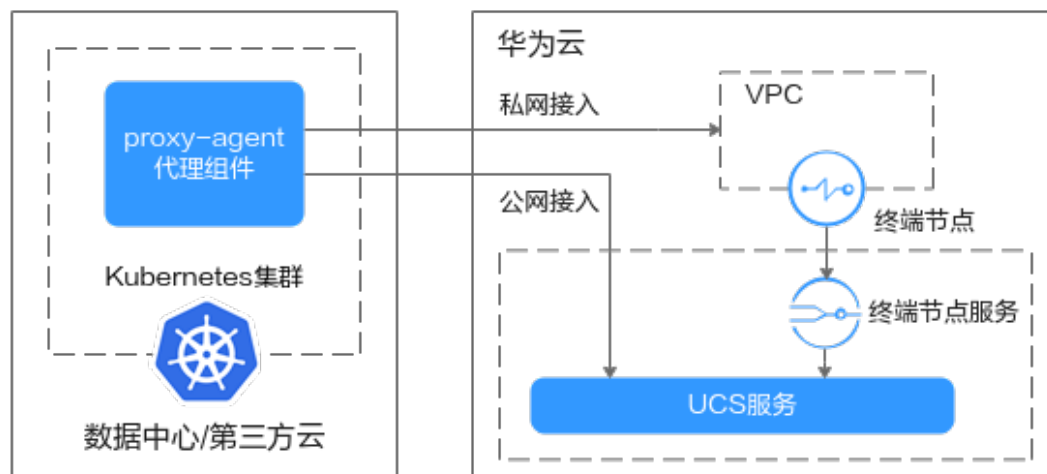 proxy-agent
代理组件
Kubernetes集群
数据中心/第三方云
华为云
私网接入
VPC
公网接入
终端节点
终端节点服务
UCS服务